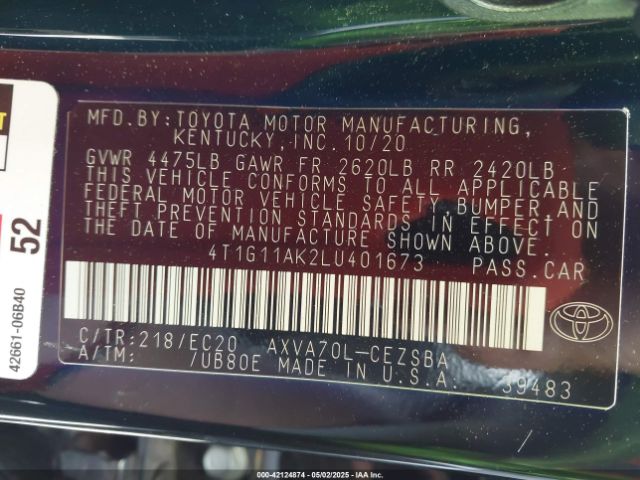 MFD.BY:TOYOTA MOTOR MANUFACTURING,
KENTUCKY,INC.10/20
GVWR 4475LB GAWR FR 2620LB RR 2420LB
THIS VEHICLE CONFORMS TO ALL APPLICABLE
FEDERAL MOTOR VEHICLE SAFETY,BUMPER,AND
THEFT PREVENTION STANDARDS IN EFFECT ON
THE DATE OF MANUFACTURE SHOWN ABOVE.
4T1G11AK2LU401673 PASS.CAR
C/TR:218/EC20 AXVA70L-CEZSBA
A/TM: /UB80E MADE IN U.S.A. 39483
52
42661-06B40
000-42124874 | 05/02/2025 | IAA Vehicles